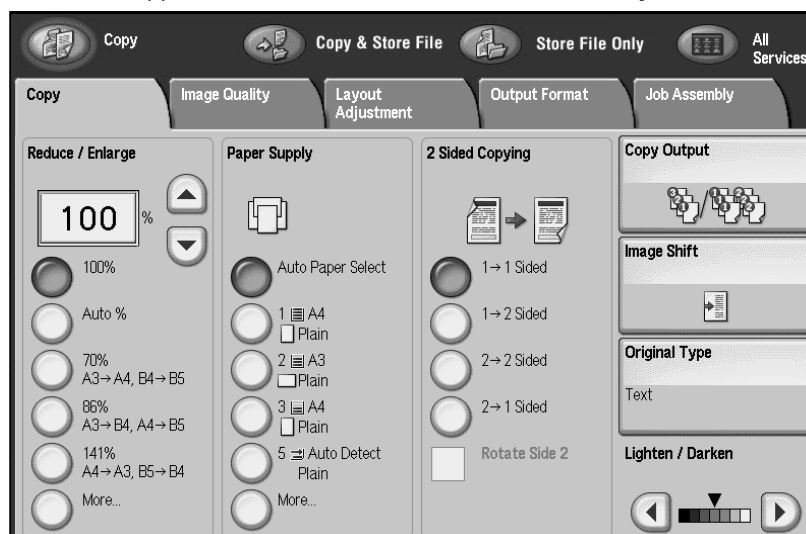 Copy
Copy & Store File
Store File Only
All
Services
Copy
Image Quality
Layout
Adjustment
Output Format
Job Assembly
Reduce / Enlarge
100 %
100%
Auto %
70%
A3→A4, B4→B5
86%
A3→B4, A4→B5
141%
A4→A3, B5→B4
More...
Paper Supply
Auto Paper Select
1 A4
Plain
2 A3
Plain
3 A4
Plain
5 Auto Detect
Plain
More...
2 Sided Copying
1→1 Sided
1→2 Sided
2→2 Sided
2→1 Sided
Rotate Side 2
Copy Output
Image Shift
Original Type
Text
Lighten / Darken